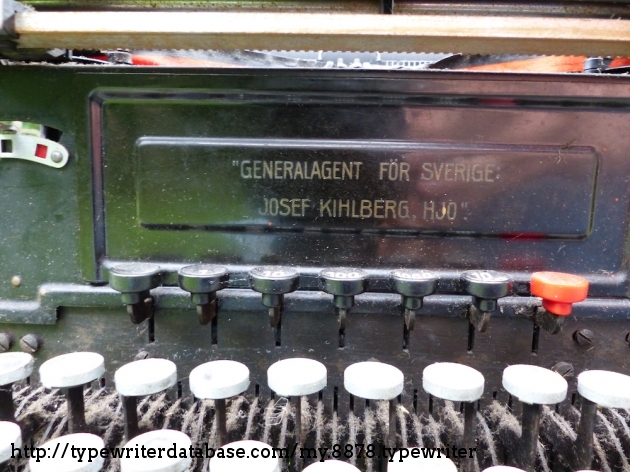 "GENERALAGENT FÖR SVERIGE:
JOSEF KIHLBERG, HJO".
http://typewriterdatabase.com/my.8878.typewriter